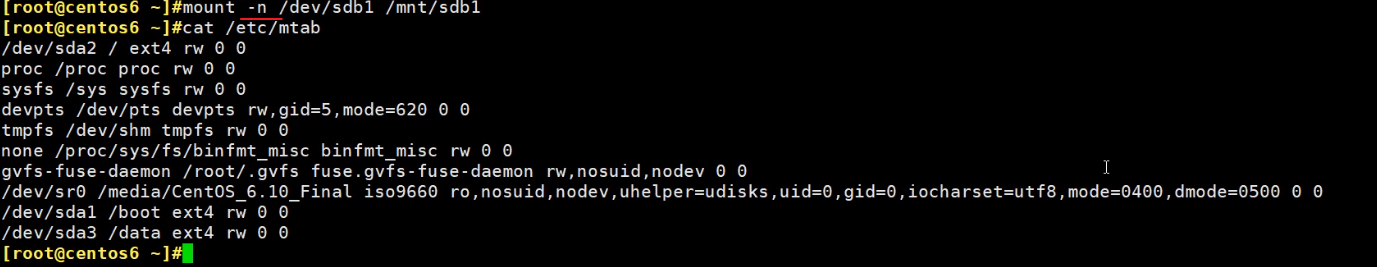 [root@centos6 ~]#mount -n /dev/sdb1 /mnt/sdb1
[root@centos6 ~]#cat /etc/mtab
/dev/sda2 / ext4 rw 0 0
proc /proc proc rw 0 0
sysfs /sys sysfs rw 0 0
devpts /dev/pts devpts rw,gid=5,mode=620 0 0
tmpfs /dev/shm tmpfs rw 0 0
none /proc/sys/fs/binfmt_misc binfmt_misc rw 0 0
gvfs-fuse-daemon /root/.gvfs fuse.gvfs-fuse-daemon rw,nosuid,nodev 0 0
/dev/sr0 /media/CentOS_6.10_Final iso9660 ro,nosuid,nodev,uhelper=udisks,uid=0,gid=0,iocharset=utf8,mode=0400,dmode=0500 0 0
/dev/sda1 /boot ext4 rw 0 0
/dev/sda3 /data ext4 rw 0 0
[root@centos6 ~]#